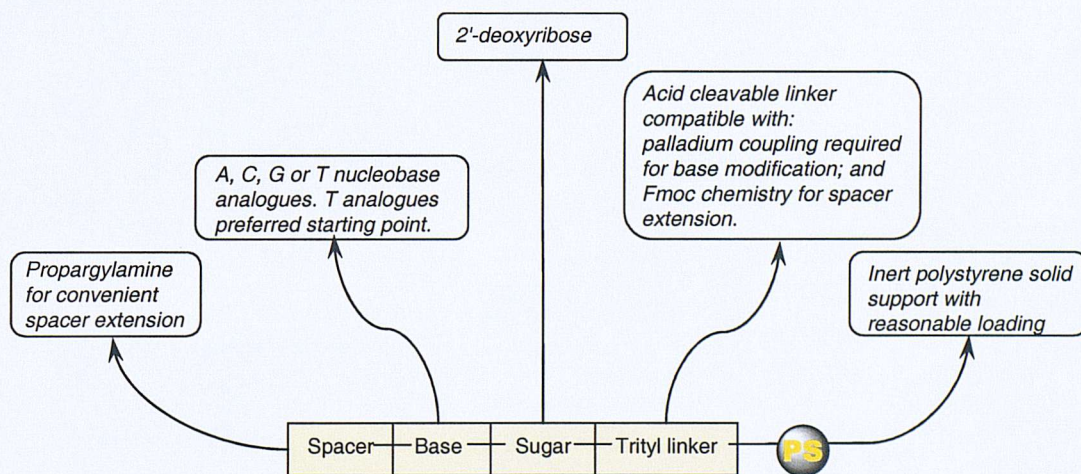 2'-deoxyribose
Acid cleavable linker
compatible with:
palladium coupling required
for base modification; and
Fmoc chemistry for spacer
extension.
A, C, G or T nucleobase
analogues. T analogues
preferred starting point.
Propargylamine
for convenient
spacer extension
Inert polystyrene solid
support with
reasonable loading
Spacer
Base
Sugar
Trityl linker
PS